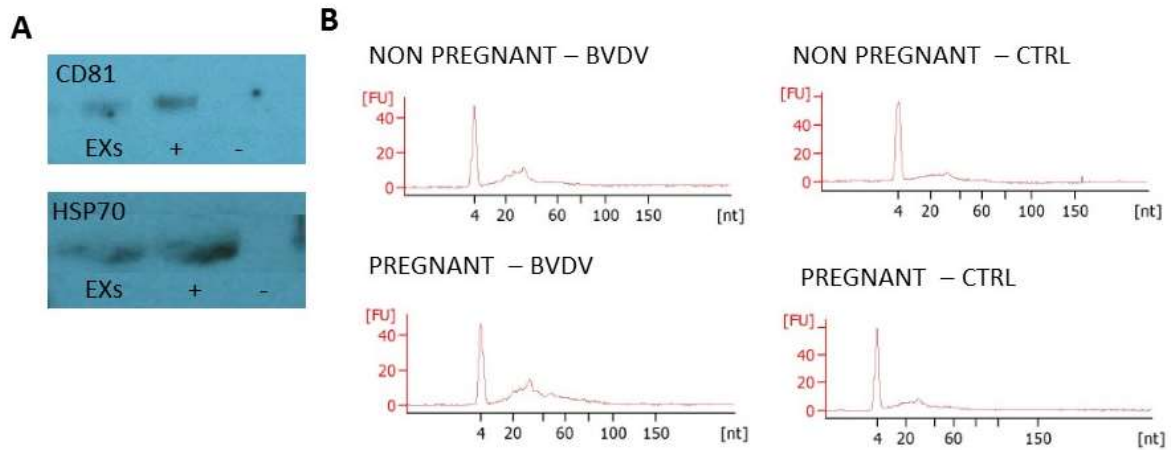 A
CD81
EXs + -
HSP70
EXs + -
B
NON PREGNANT – BVDV
[FU]
40
20
0
4 20 60 100 150 [nt]
NON PREGNANT – CTRL
[FU]
40
20
0
4 20 60 100 150 [nt]
PREGNANT – BVDV
[FU]
40
20
0
4 20 60 100 150 [nt]
PREGNANT – CTRL
[FU]
40
20
0
4 20 60 150 [nt]